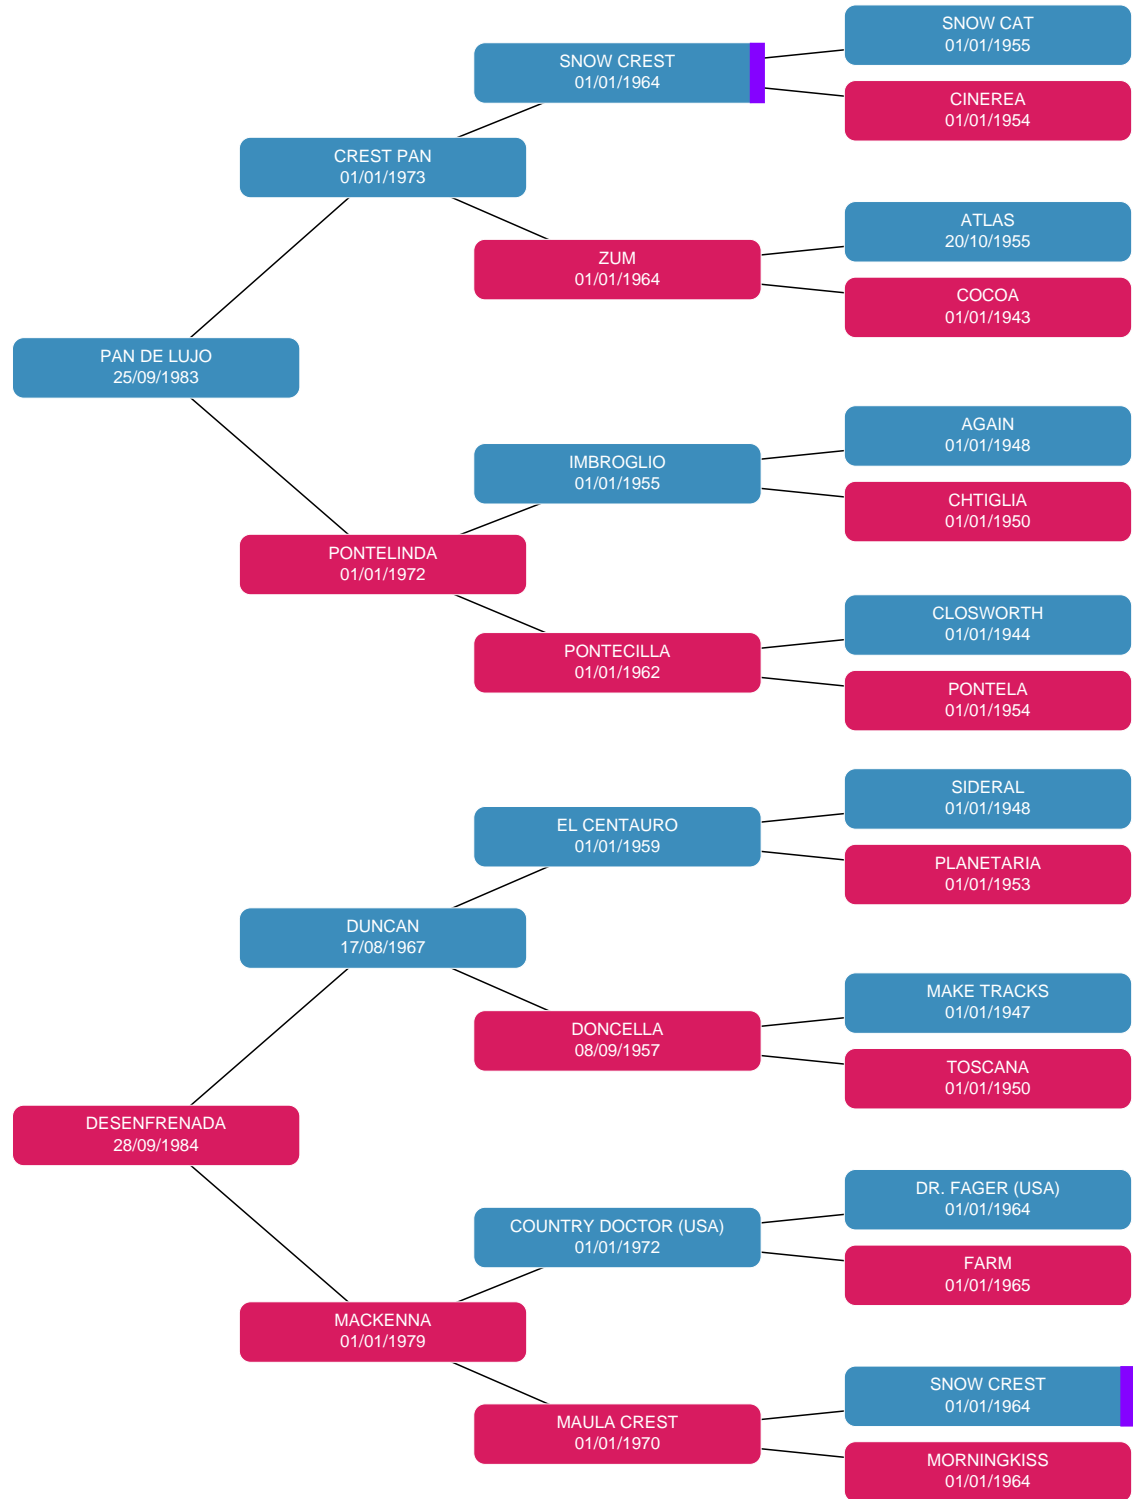 SNOW CAT
01/01/1955
SNOW CREST
01/01/1964
CINEREA
01/01/1954
CREST PAN
01/01/1973
ATLAS
20/10/1955
ZUM
01/01/1964
COCOA
01/01/1943
PAN DE LUJO
25/09/1983
AGAIN
01/01/1948
IMBROGLIO
01/01/1955
CHTIGLIA
01/01/1950
PONTELINDA
01/01/1972
CLOSWORTH
01/01/1944
PONTECILLA
01/01/1962
PONTELA
01/01/1954
SIDERAL
01/01/1948
EL CENTAURO
01/01/1959
PLANETARIA
01/01/1953
DUNCAN
17/08/1967
MAKE TRACKS
01/01/1947
DONCELLA
08/09/1957
TOSCANA
01/01/1950
DESENFRENADA
28/09/1984
DR. FAGER (USA)
01/01/1964
COUNTRY DOCTOR (USA)
01/01/1972
FARM
01/01/1965
MACKENNA
01/01/1979
SNOW CREST
01/01/1964
MAULA CREST
01/01/1970
MORNINGKISS
01/01/1964